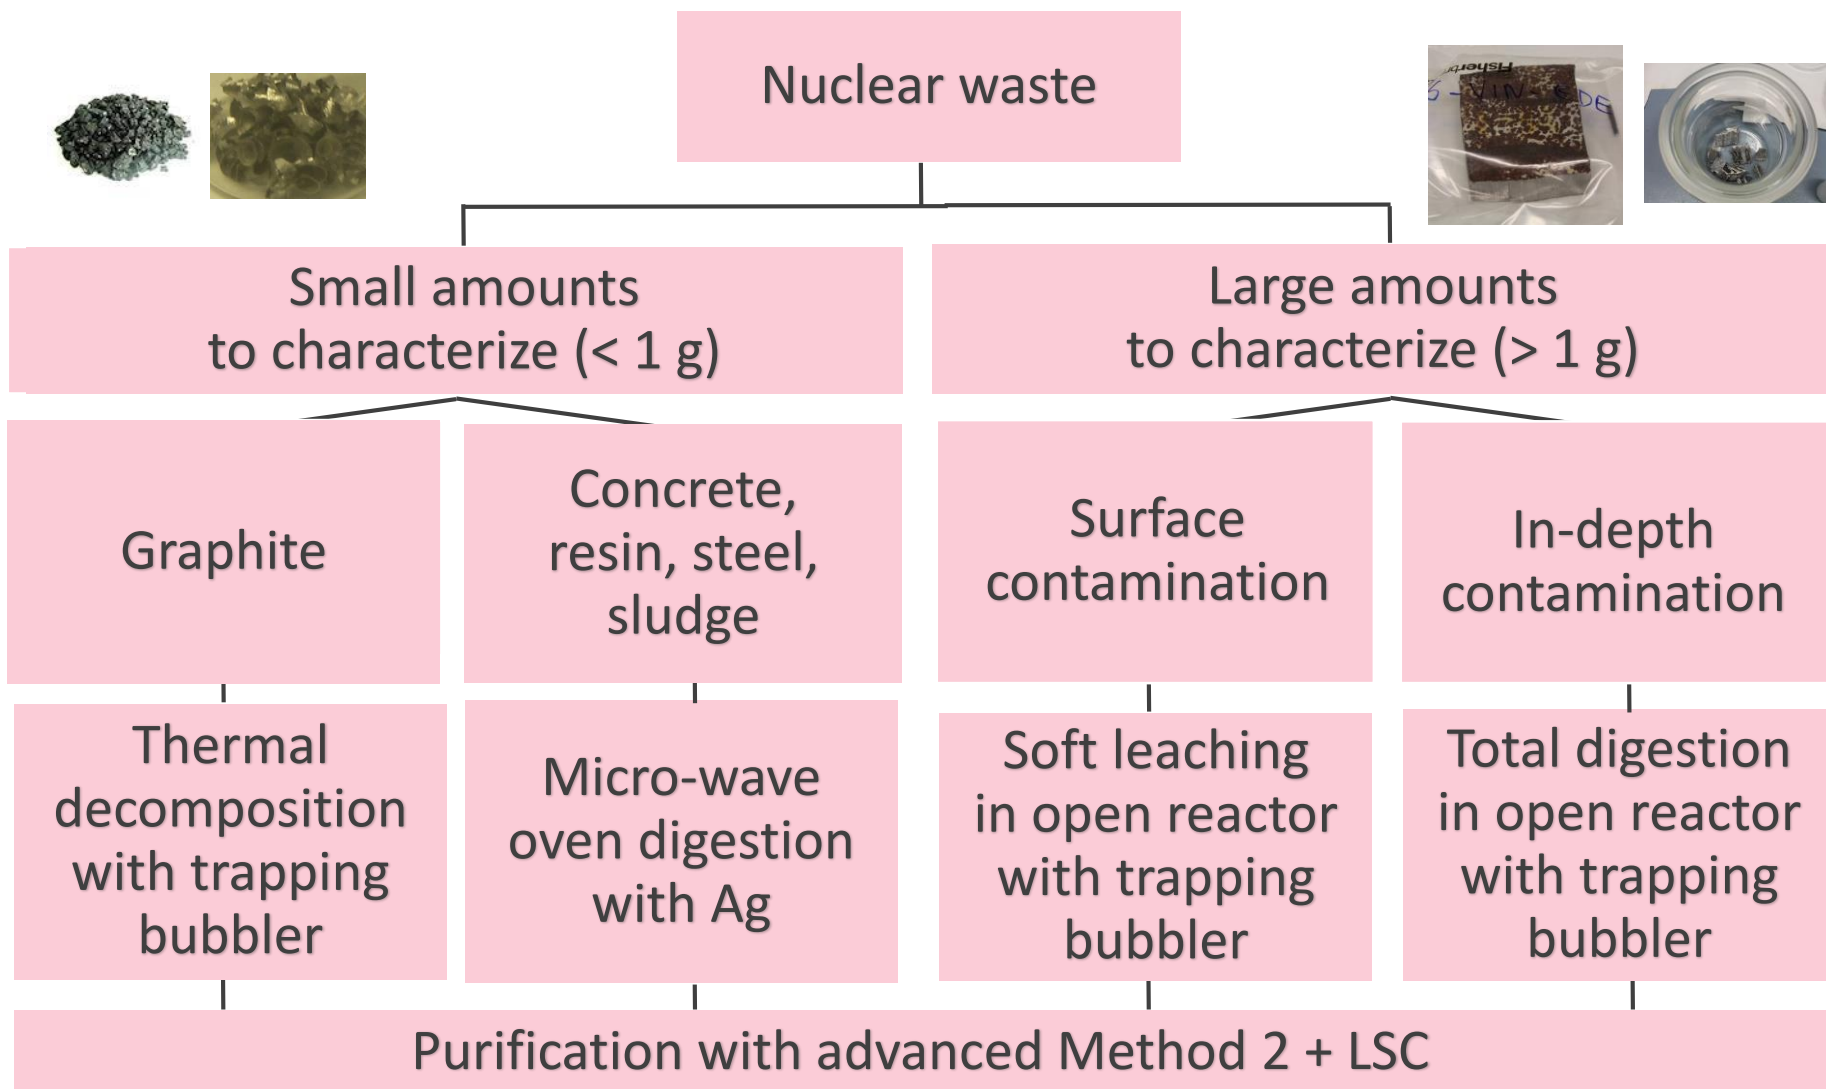 Nuclear waste
Fisherbr
Small amounts
to characterize (< 1 g)
Large amounts
to characterize (> 1 g)
Graphite
Concrete,
resin, steel,
sludge
Surface
contamination
In-depth
contamination
Thermal
decomposition
with trapping
bubbler
Micro-wave
oven digestion
with Ag
Soft leaching
in open reactor
with trapping
bubbler
Total digestion
in open reactor
with trapping
bubbler
Purification with advanced Method 2 + LSC